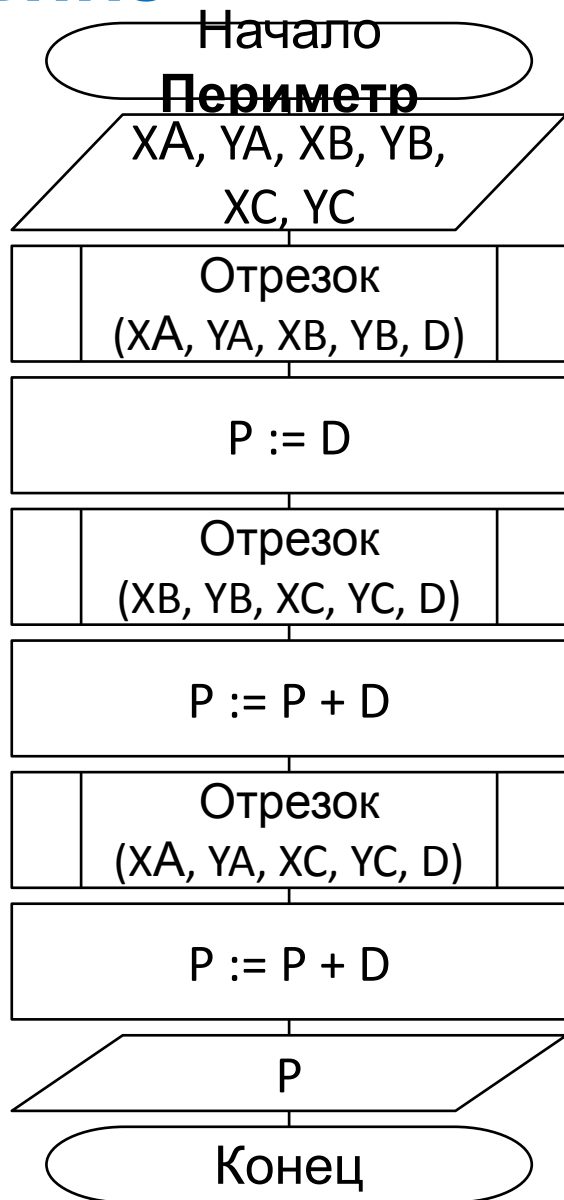 Начало
Периметр
XA, YA, XB, YB,
XC, YC
Отрезок
(XA, YA, XB, YB, D)
P := D
Отрезок
(XB, YB, XC, YC, D)
P := P + D
Отрезок
(XA, YA, XC, YC, D)
P := P + D
P
Конец